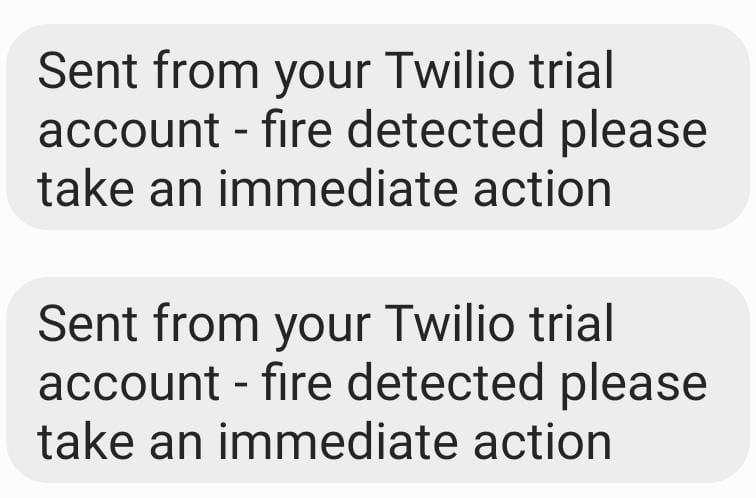 Sent from your Twilio trial
account - fire detected please
take an immediate action
Sent from your Twilio trial
account - fire detected please
take an immediate action